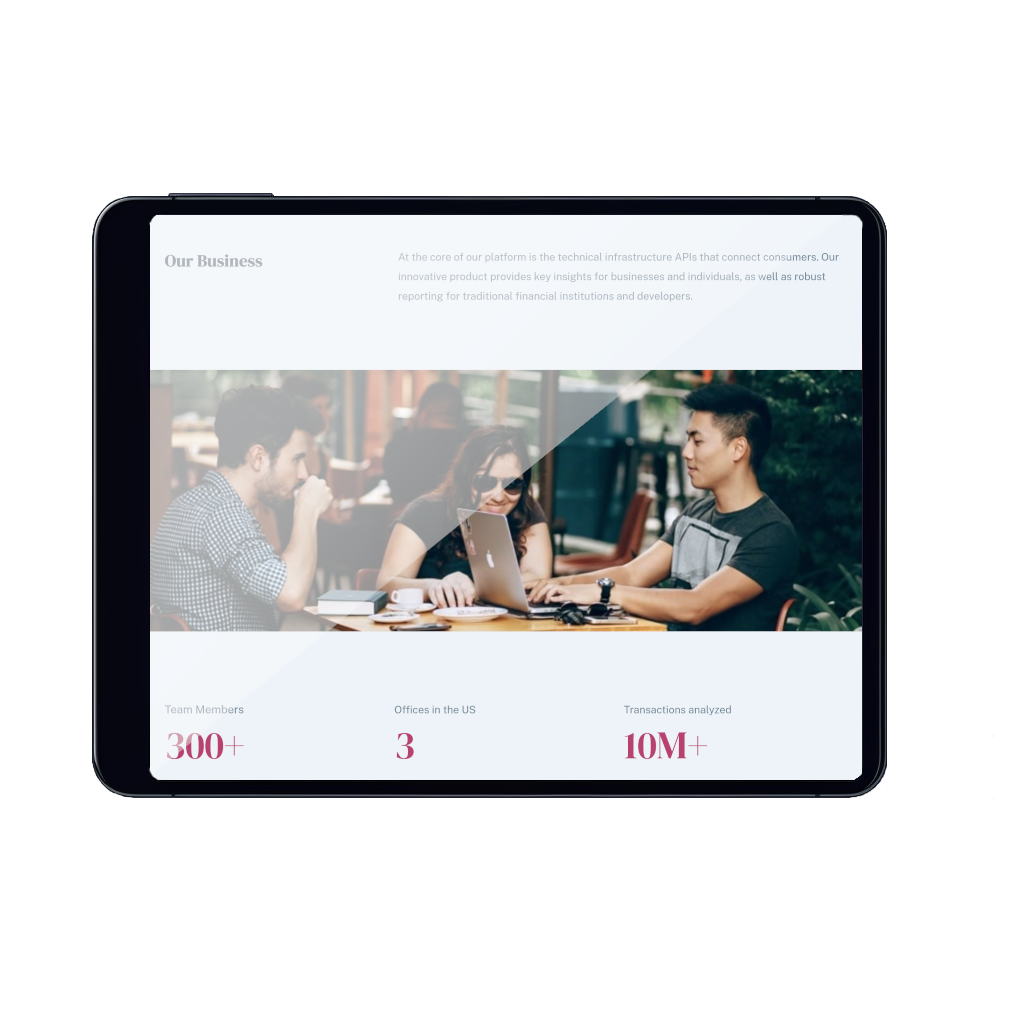 Our Business
At the core of our platform is the technical infrastructure APIs that connect consumers. Our
innovative product provides key insights for businesses and individuals, as well as robust
reporting for traditional financial institutions and developers.
Team Members
300+
Offices in the US
3
Transactions analyzed
10M+